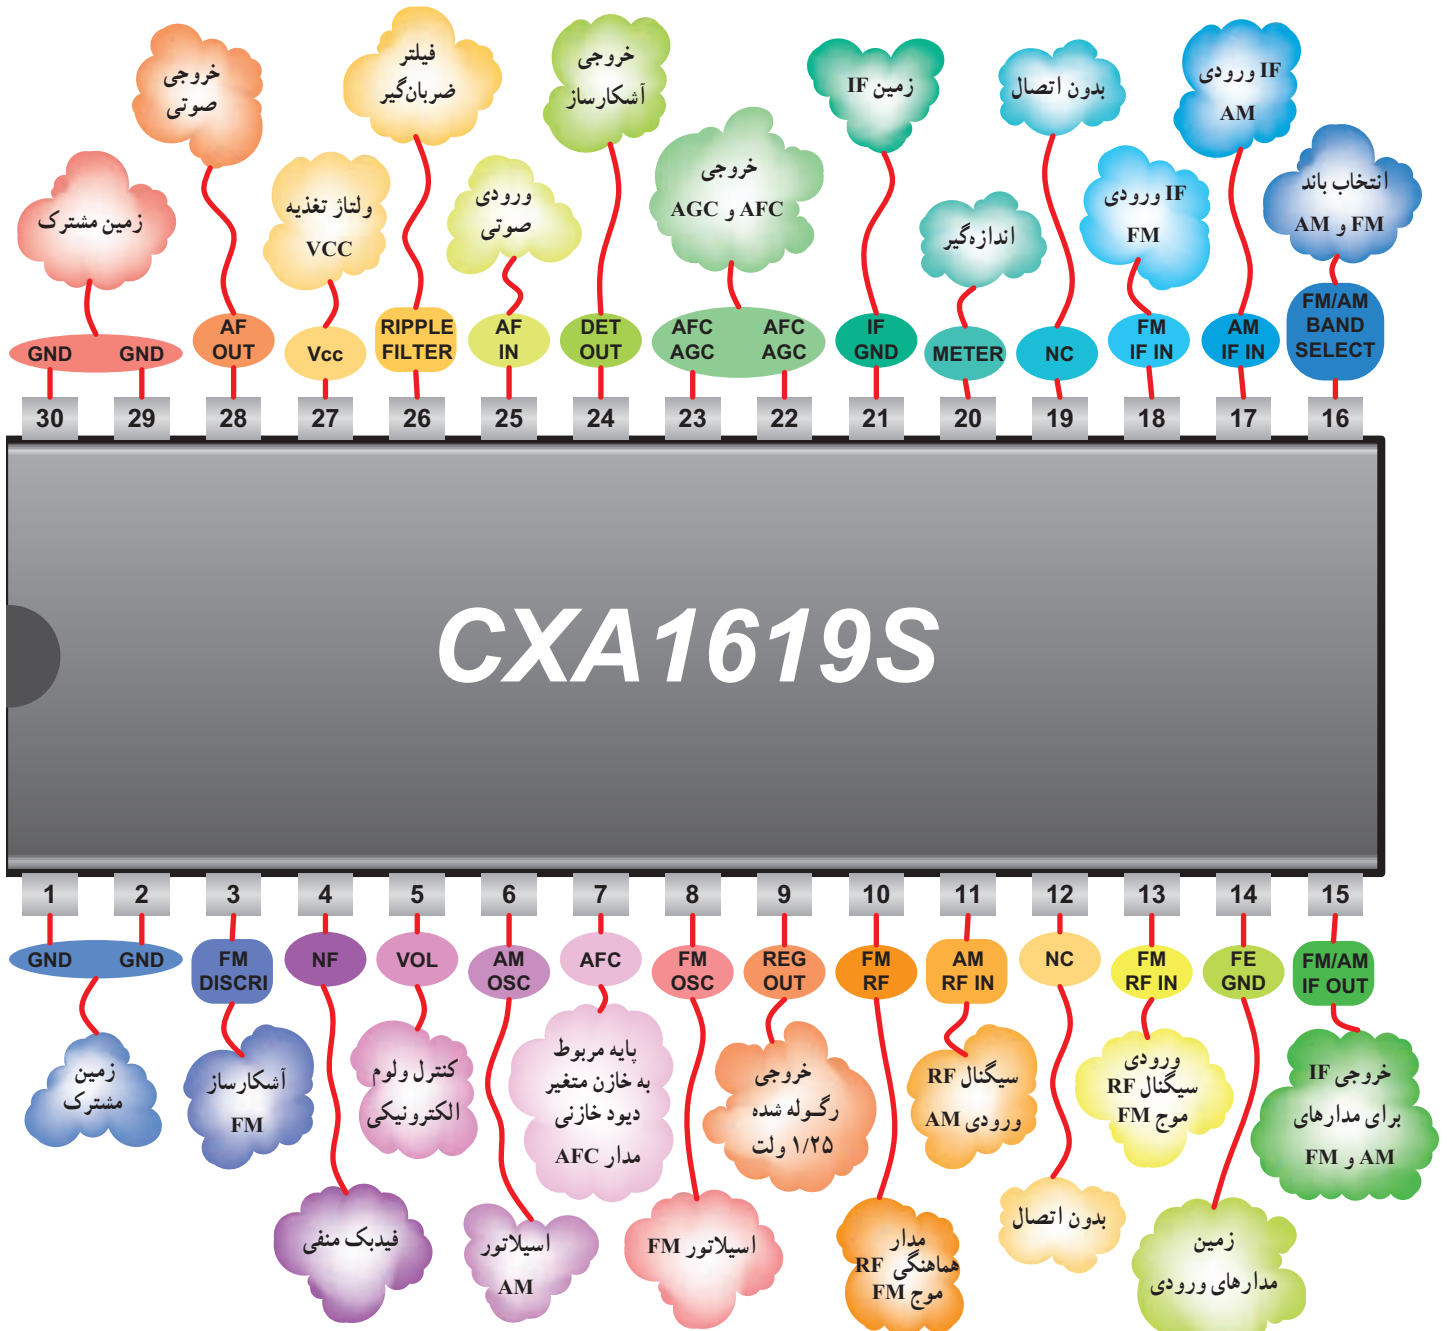 خروجی
صوتی
فیلتر
ضربان‌گیر
خروجی
آشکارساز
زمین IF
بدون اتصال
IF ورودی
AM
زمین مشترک
ولتاژ تغذیه
VCC
ورودی
صوتی
خروجی
AFC و AGC
اندازه‌گیر
IF ورودی
FM
انتخاب باند
FM و AM
GND GND
AF
OUT
Vcc
RIPPLE
FILTER
AF
IN
DET
OUT
AFC AFC
AGC AGC
IF
GND
METER
NC
FM
IF IN
AM
IF IN
FM/AM
BAND
SELECT
30 29 28 27 26 25 24 23 22 21 20 19 18 17 16
CXA1619S
1 2 3 4 5 6 7 8 9 10 11 12 13 14 15
GND GND
FM
DISCRI
NF
VOL
AM
OSC
AFC
FM
OSC
REG
OUT
FM
RF
AM
RF IN
NC
FM
RF IN
FE
GND
FM/AM
IF OUT
زمین
مشترک
آشکارساز
FM
کنترل ولوم
الکترونیکی
پایه مربوط
به خازن متغیر
دیود خازنی
مدار AFC
خروجی
رگوله شده
۱/۲۵ ولت
سیگنال RF
ورودی AM
ورودی
سیگنال RF
موج FM
خروجی IF
برای مدارهای
AM و FM
فیدبک منفی
اسیلاتور
AM
اسیلاتور FM
مدار
هماهنگی RF
موج FM
بدون اتصال
زمین
مدارهای ورودی